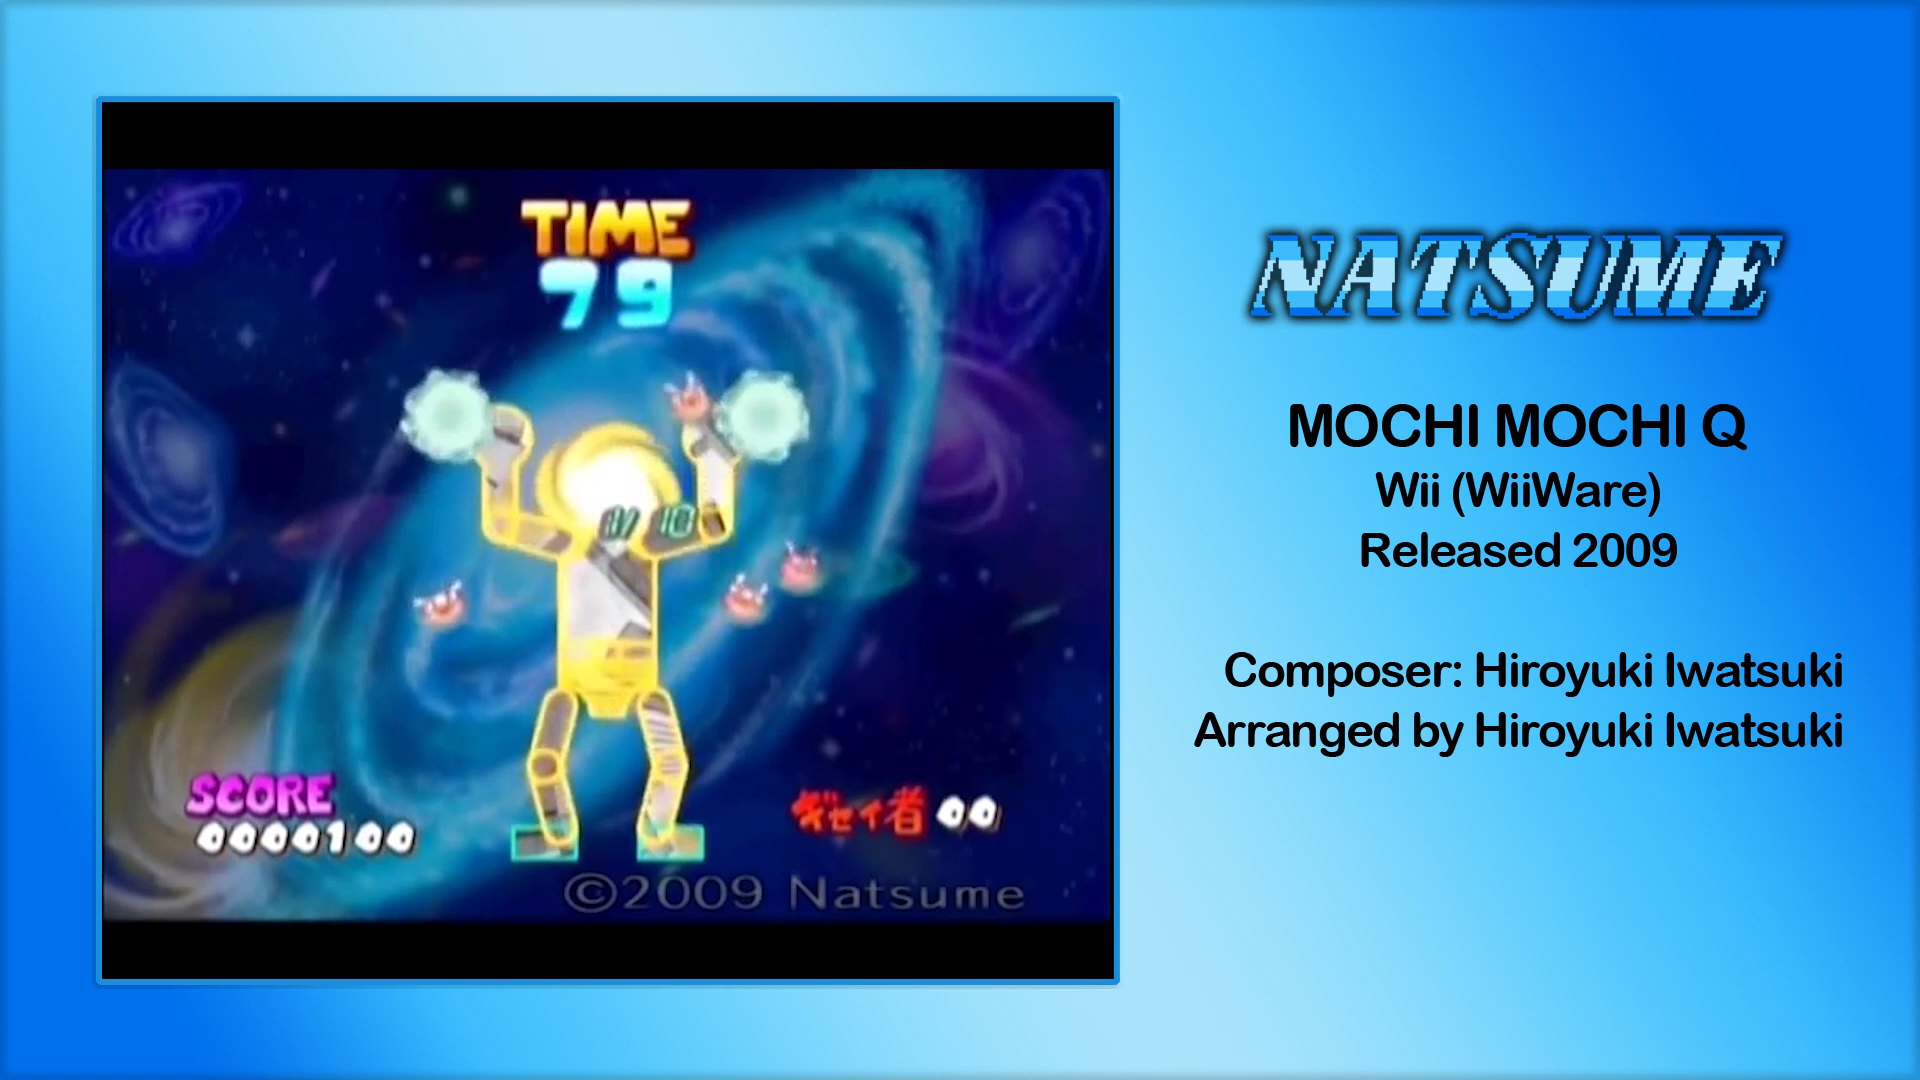 TIME
79
SCORE
0000100
ギセイ者 00
©2009 Natsume
NATSUME
MOCHI MOCHI Q
Wii (WiiWare)
Released 2009
Composer: Hiroyuki Iwatsuki
Arranged by Hiroyuki Iwatsuki